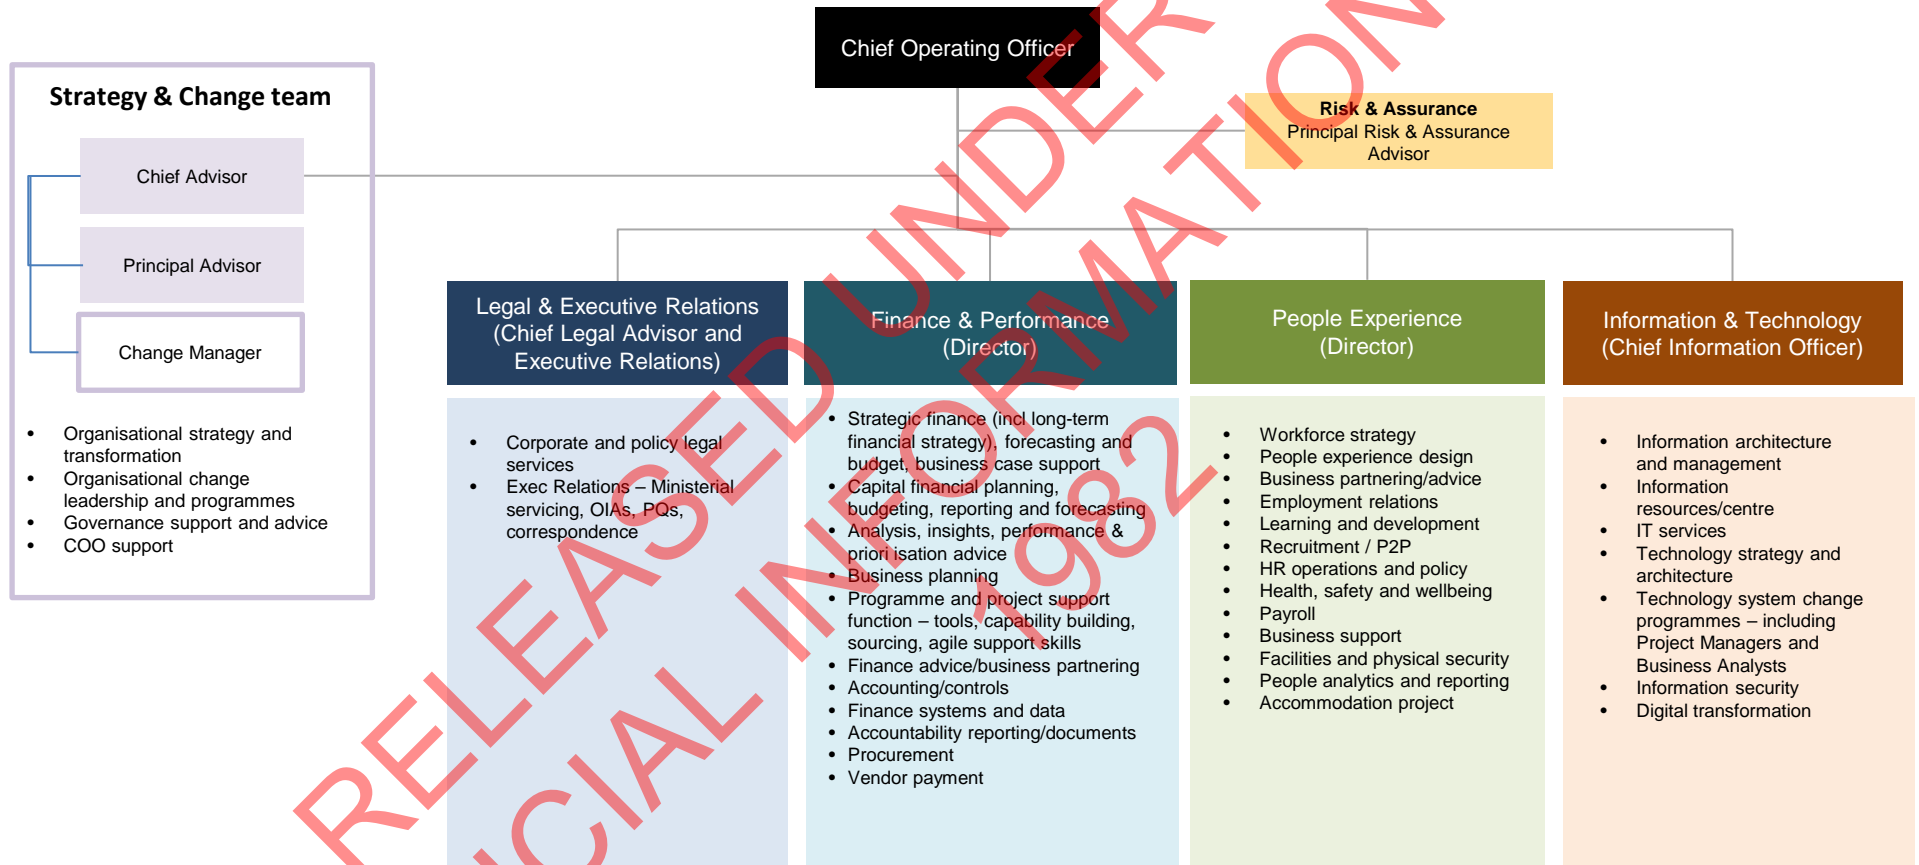 Chief Operating Officer
Strategy & Change team
Chief Advisor
Principal Advisor
Change Manager
• Organisational strategy and
transformation
• Organisational change
leadership and programmes
• Governance support and advice
• COO support
Risk & Assurance
Principal Risk & Assurance
Advisor
Legal & Executive Relations
(Chief Legal Advisor and
Executive Relations)
• Corporate and policy legal
services
• Exec Relations – Ministerial
servicing, OIAs, PQs,
correspondence
Finance & Performance
(Director)
• Strategic finance (incl long-term
financial strategy), forecasting and
budget, business case support
• Capital financial planning,
budgeting, reporting and forecasting
• Analysis, insights, performance &
priori isation advice
• Business planning
• Programme and project support
function – tools, capability building,
sourcing, agile support skills
• Finance advice/business partnering
• Accounting/controls
• Finance systems and data
• Accountability reporting/documents
• Procurement
• Vendor payment
People Experience
(Director)
• Workforce strategy
• People experience design
• Business partnering/advice
• Employment relations
• Learning and development
• Recruitment / P2P
• HR operations and policy
• Health, safety and wellbeing
• Payroll
• Business support
• Facilities and physical security
• People analytics and reporting
• Accommodation project
Information & Technology
(Chief Information Officer)
• Information architecture
and management
• Information
resources/centre
• IT services
• Technology strategy and
architecture
• Technology system change
programmes – including
Project Managers and
Business Analysts
• Information security
• Digital transformation
RELEASED UNDER
INFORMATION
1982